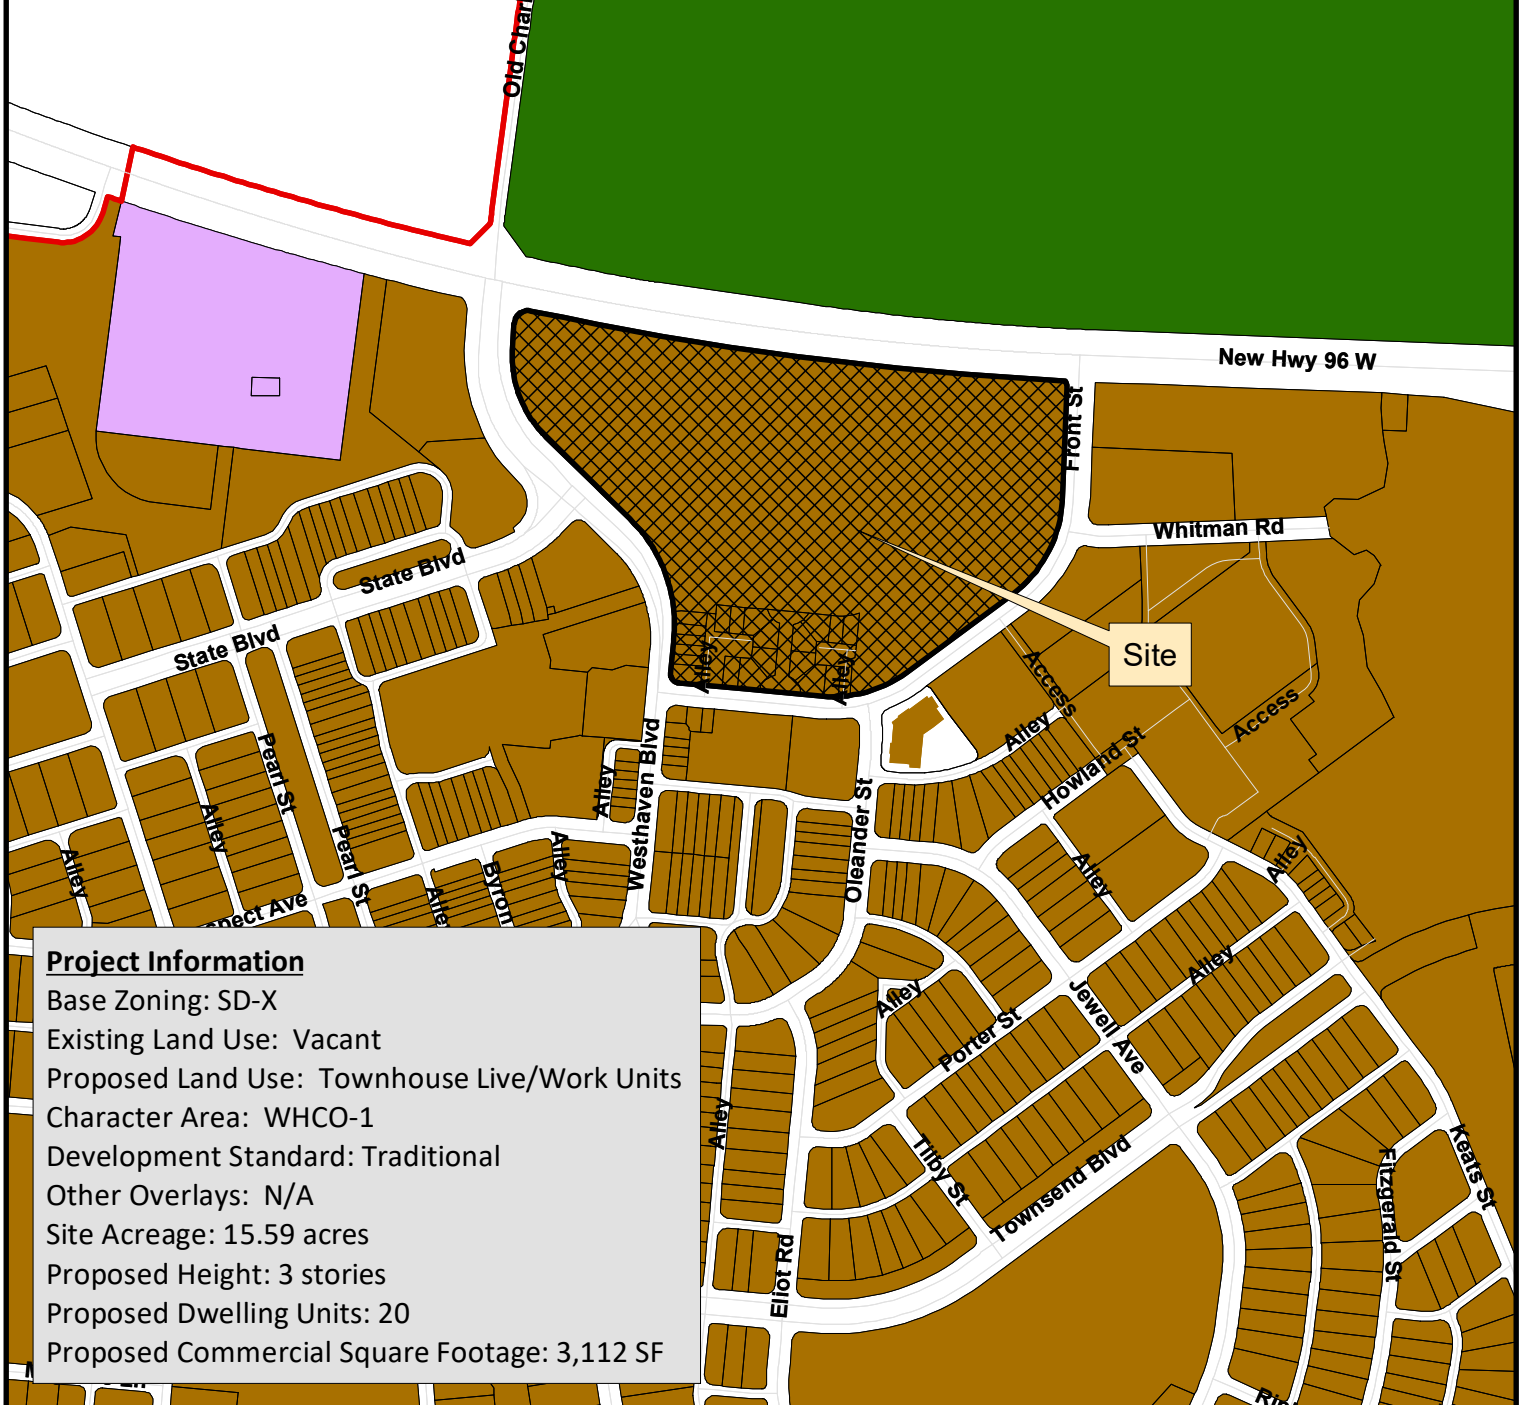 Old Char
New Hwy 96 W
Front St
Whitman Rd
State Blvd
State Blvd
Site
Alley
Alley
Access
Access
Alley
Howland St
Pearl St
Westhaven Blvd
Alley
Alley
Oleander St
Pearl St
Alley
Alley
Byron
Alley
Alley
Alley
Alley
spect Ave
Alley
Alley
Jewell Ave
Porter St
Alley
Tilby St
Townsend Blvd
Keats St
Fitzgerald St
Eliot Rd
Project Information
Base Zoning: SD-X
Existing Land Use: Vacant
Proposed Land Use: Townhouse Live/Work Units
Character Area: WHCO-1
Development Standard: Traditional
Other Overlays: N/A
Site Acreage: 15.59 acres
Proposed Height: 3 stories
Proposed Dwelling Units: 20
Proposed Commercial Square Footage: 3,112 SF